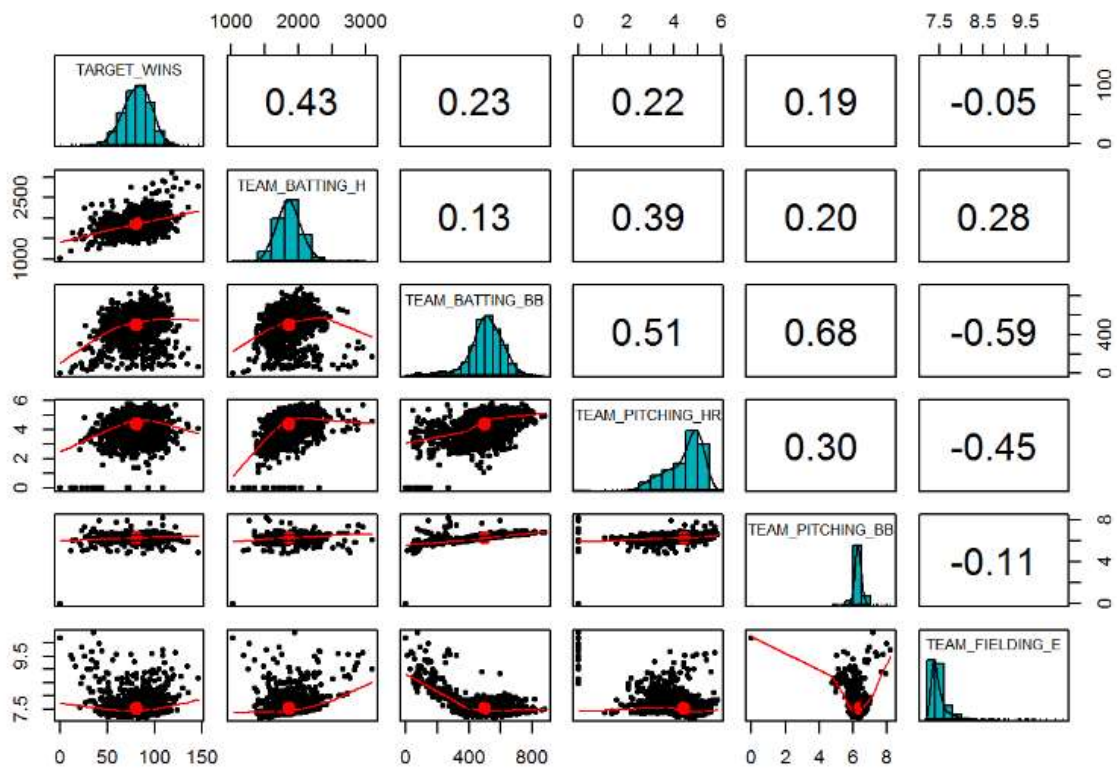 1000 2000 3000 0 2 4 6 7.5 8.5 9.5
TARGET_WINS 0.43 0.23 0.22 0.19 -0.05 0 100
1000 2500 TEAM_BATTING_H 0.13 0.39 0.20 0.28
TEAM_BATTING_BB 0.51 0.68 -0.59 0 400
0 2 4 6 TEAM_PITCHING_HR 0.30 -0.45
TEAM_PITCHING_BB -0.11 0 4 8
7.5 9.5 TEAM_FIELDING_E
0 50 100 150 0 400 800 0 2 4 6 8